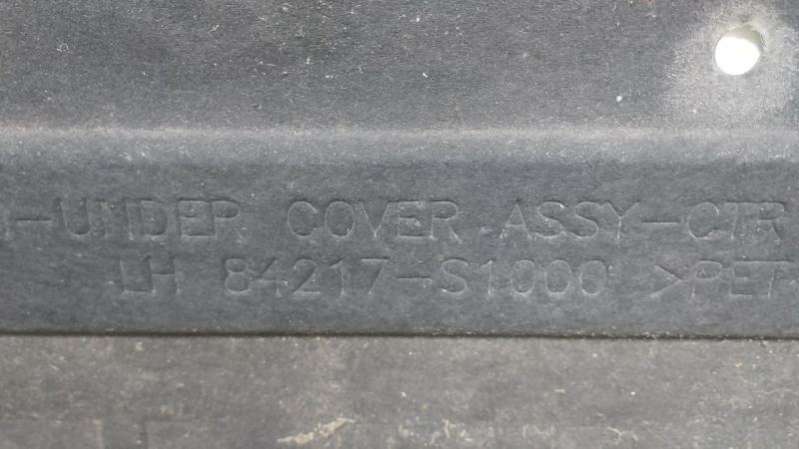 -UNDER COVER ASSY-CTR
LH 84217-S1000 >PET